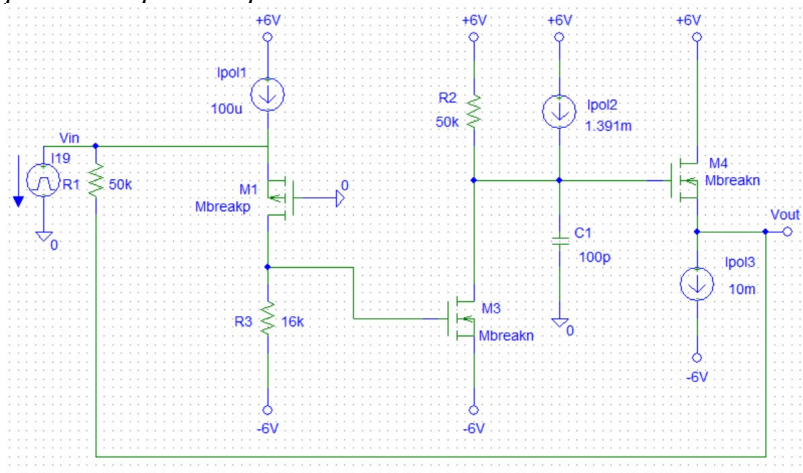 +6V
+6V
+6V
+6V
Ipol1
100u
R2
50k
Ipol2
1.391m
Vin
I19
R1
50k
M1
Mbreakp
0
M4
Mbreakn
0
Vout
C1
100p
Ipol3
10m
R3
16k
M3
Mbreakn
0
-6V
-6V
-6V